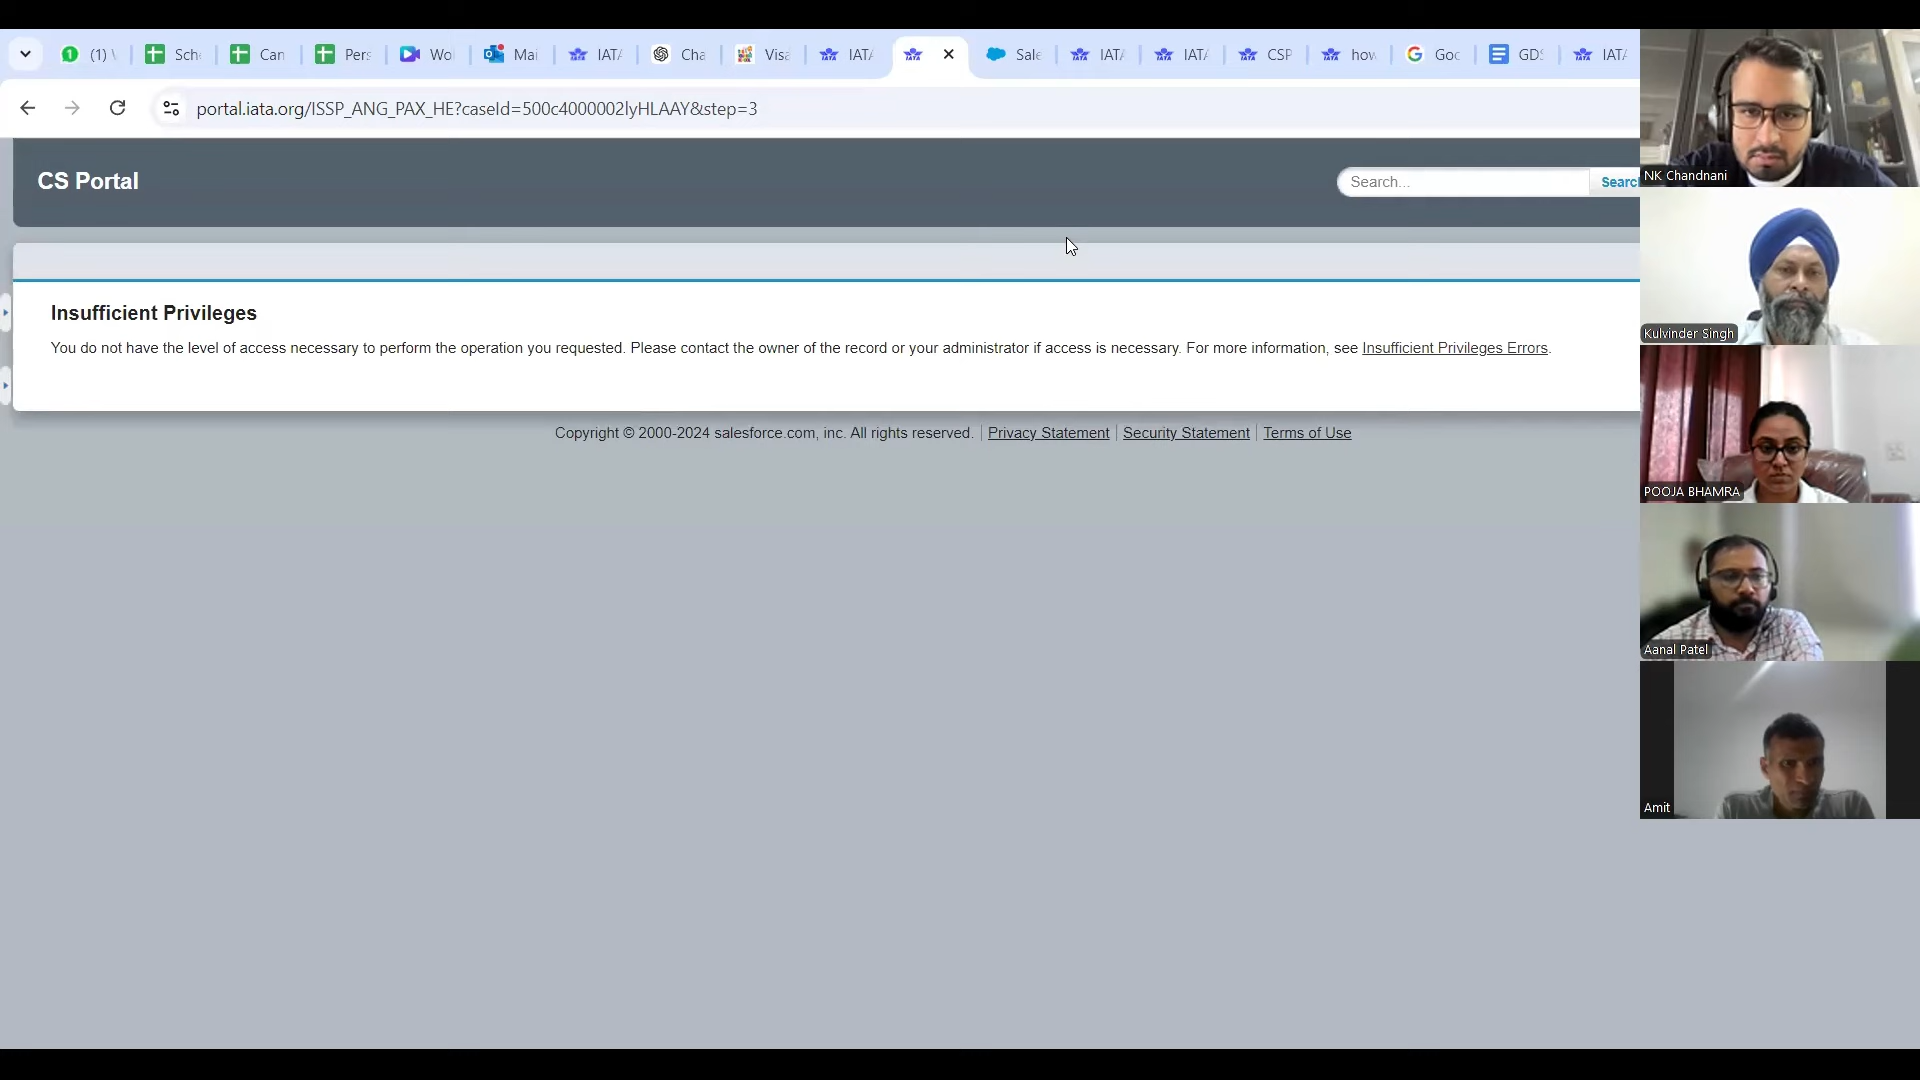 (1)
Sch
Can
Pers
Wo
Mai
IATA
Cha
Visa
IATA
Sale
IATA
IATA
CSP
how
Goo
GDS
IATA
portal.iata.org/ISSP_ANG_PAX_HE?caseId=500c4000002lyHLAAY&step=3
CS Portal
Search...
Search
Insufficient Privileges
You do not have the level of access necessary to perform the operation you requested. Please contact the owner of the record or your administrator if access is necessary. For more information, see Insufficient Privileges Errors.
Copyright © 2000-2024 salesforce.com, inc. All rights reserved. | Privacy Statement | Security Statement | Terms of Use
NK Chandnani
Kulvinder Singh
POOJA BHAMRA
Aanal Patel
Amit